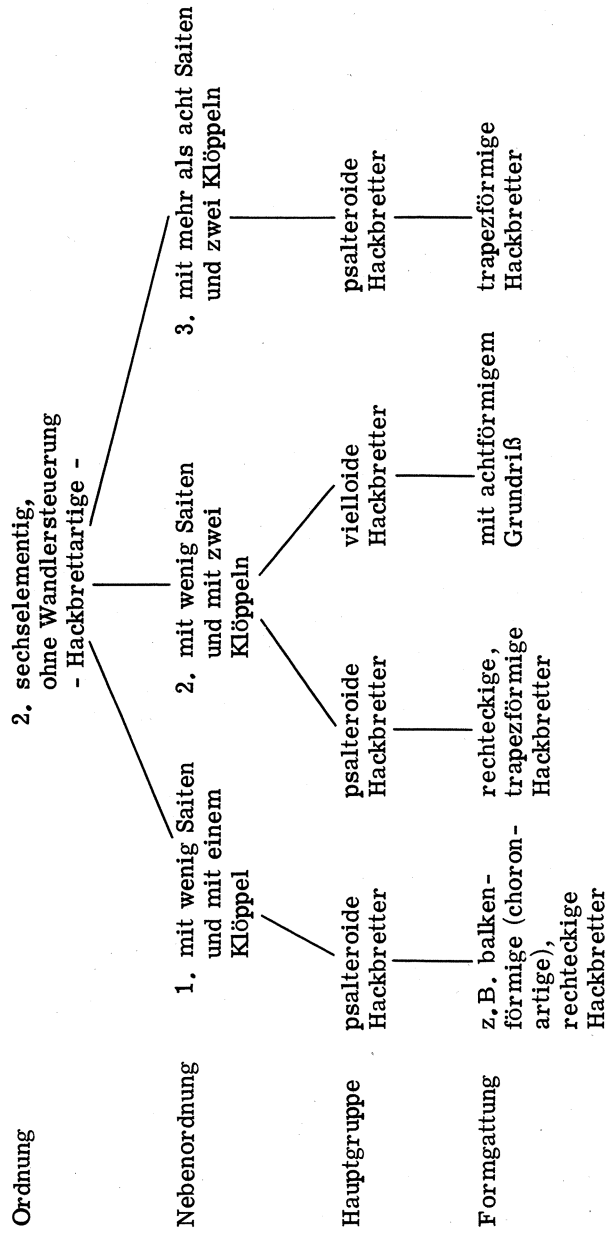 Ordnung
2. sechselementig,
ohne Wandlersteuerung
- Hackbrettartige -
Nebenordnung
1. mit wenig Saiten
und mit einem
Klöppel
2. mit wenig Saiten
und mit zwei
Klöppeln
3. mit mehr als acht Saiten
und zwei Klöppeln
Hauptgruppe
psalteroide
Hackbretter
psalteroide
Hackbretter
vielloide
Hackbretter
psalteroide
Hackbretter
Formgattung
z.B. balken-
förmige (choron-
artige),
rechteckige
Hackbretter
rechteckige,
trapezförmige
Hackbretter
mit achtförmigem
Grundriß
trapezförmige
Hackbretter